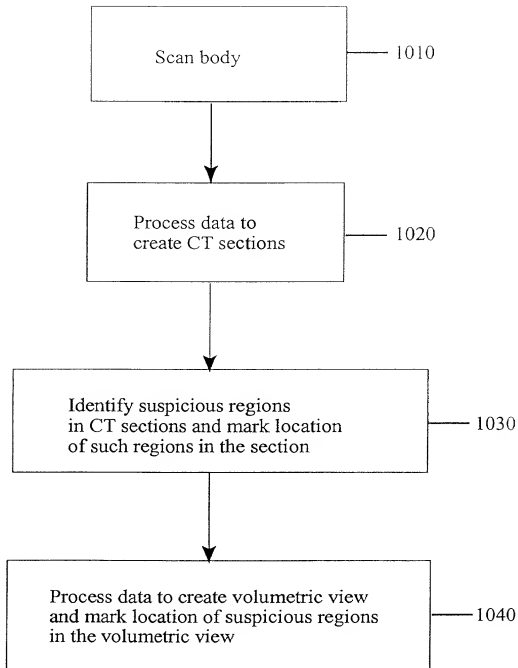 Scan body
1010
Process data to
create CT sections
1020
Identify suspicious regions
in CT sections and mark location
of such regions in the section
1030
Process data to create volumetric view
and mark location of suspicious regions
in the volumetric view
1040